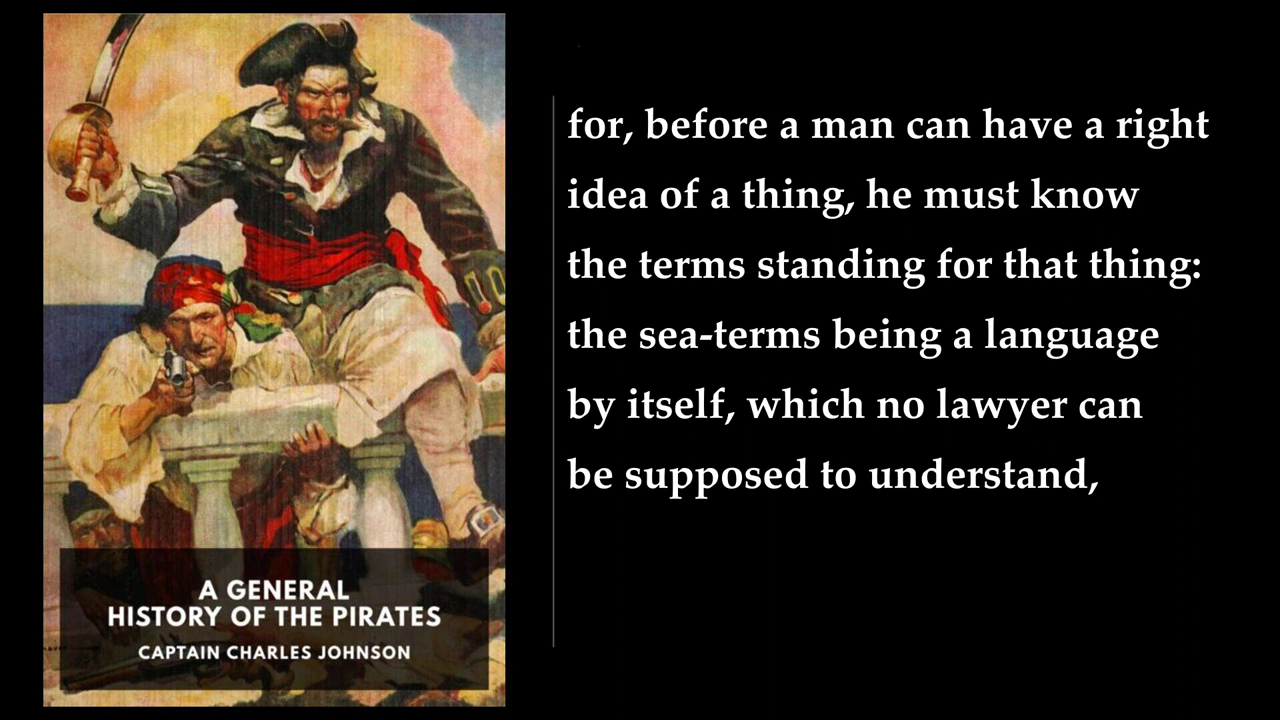 for, before a man can have a right
idea of a thing, he must know
the terms standing for that thing:
the sea-terms being a language
by itself, which no lawyer can
be supposed to understand,
A GENERAL
HISTORY OF THE PIRATES
CAPTAIN CHARLES JOHNSON